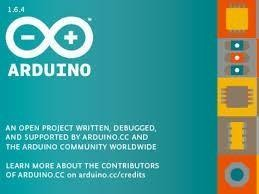 1.6.4
ARDUINO
AN OPEN PROJECT WRITTEN, DEBUGGED,
AND SUPPORTED BY ARDUINO.CC AND
THE ARDUINO COMMUNITY WORLDWIDE
LEARN MORE ABOUT THE CONTRIBUTORS
OF ARDUINO.CC on arduino.cc/credits